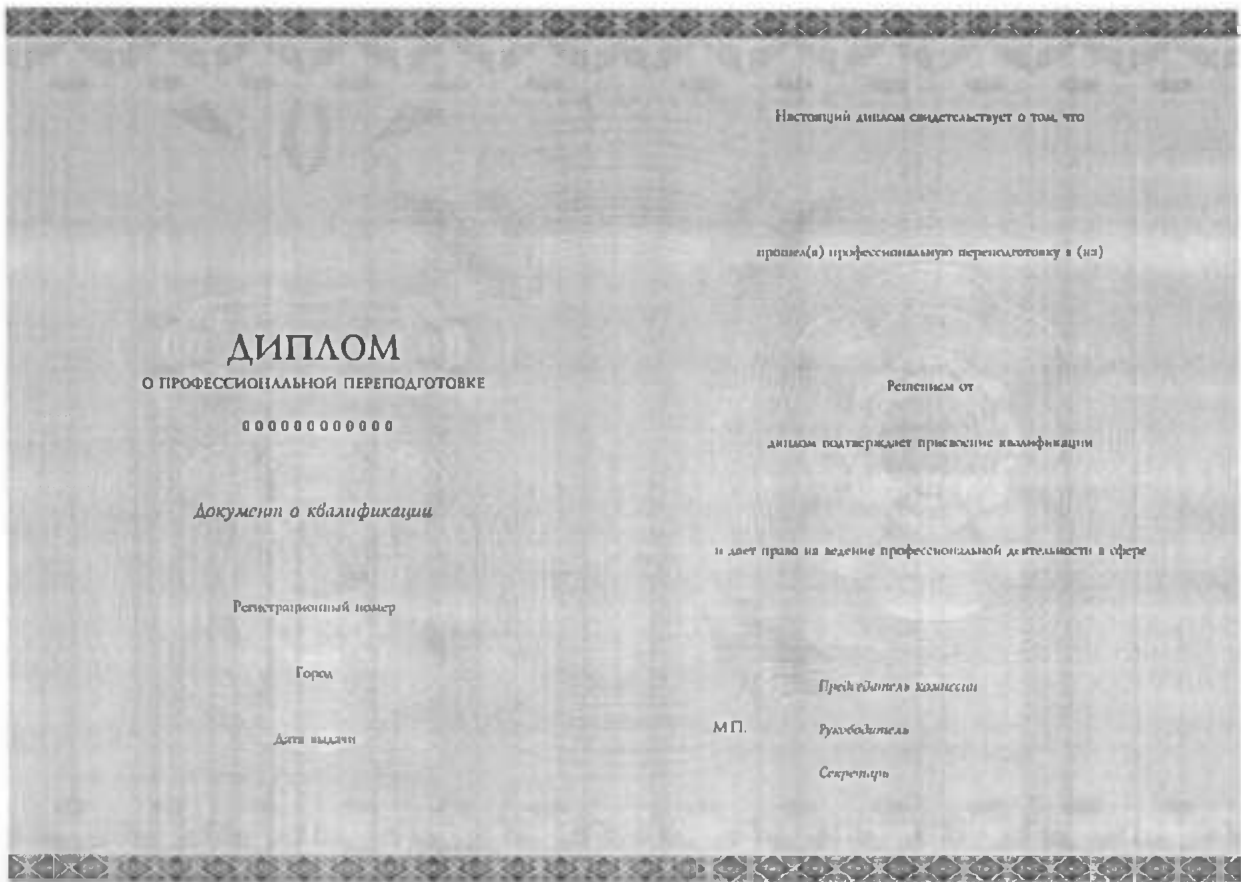 ДИПЛОМ
О ПРОФЕССИОНАЛЬНОЙ ПЕРЕПОДГОТОВКЕ
000000000000
Документ о квалификации
Регистрационный номер
Город
Дата выдачи
Настоящий диплом свидетельствует о том, что
прошел(а) профессиональную переподготовку в (на)
Решением от
диплом подтверждает присвоение квалификации
и дает право на ведение профессиональной деятельности в сфере
Председатель комиссии
М.П. Руководитель
Секретарь